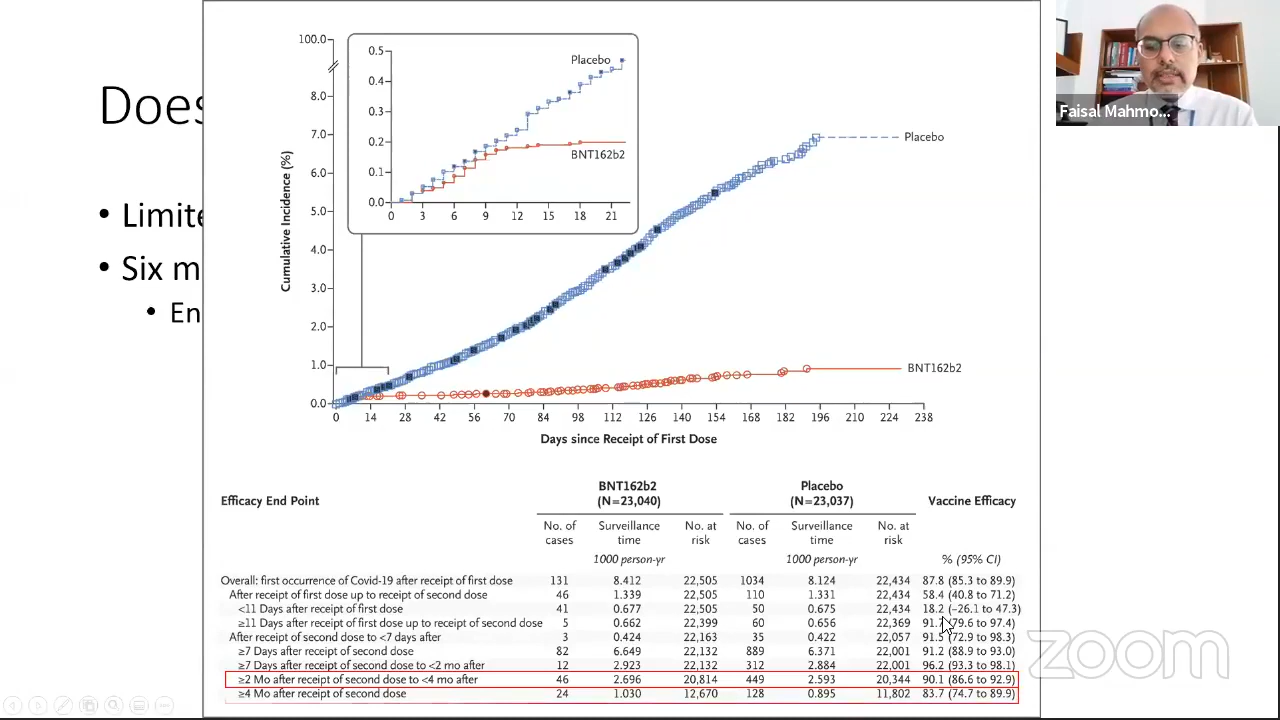 Does
• Limite
• Six m
• En
100.0
8.0
7.0
6.0
5.0
4.0
3.0
2.0
1.0
0.0
Cumulative Incidence (%)
0.5
0.4
0.3
0.2
0.1
0.0
0 3 6 9 12 15 18 21
Placebo
BNT162b2
Placebo
BNT162b2
0 14 28 42 56 70 84 98 112 126 140 154 168 182 196 210 224 238
Days since Receipt of First Dose
Efficacy End Point BNT162b2 (N=23,040) Placebo (N=23,037) Vaccine Efficacy
No. of cases Surveillance time No. at risk No. of cases Surveillance time No. at risk
1000 person-yr 1000 person-yr % (95% CI)
Overall: first occurrence of Covid-19 after receipt of first dose 131 8.412 22,505 1034 8.124 22,434 87.8 (85.3 to 89.9)
After receipt of first dose up to receipt of second dose 46 1.339 22,505 110 1.331 22,434 58.4 (40.8 to 71.2)
<11 Days after receipt of first dose 41 0.677 22,505 50 0.675 22,434 18.2 (−26.1 to 47.3)
≥11 Days after receipt of first dose up to receipt of second dose 5 0.662 22,399 60 0.656 22,369 91.7 (79.6 to 97.4)
After receipt of second dose to <7 days after 3 0.424 22,163 35 0.422 22,057 91.5 (72.9 to 98.3)
≥7 Days after receipt of second dose 82 6.649 22,132 889 6.371 22,001 91.2 (88.9 to 93.0)
≥7 Days after receipt of second dose to <2 mo after 12 2.923 22,132 312 2.884 22,001 96.2 (93.3 to 98.1)
≥2 Mo after receipt of second dose to <4 mo after 46 2.696 20,814 449 2.593 20,344 90.1 (86.6 to 92.9)
≥4 Mo after receipt of second dose 24 1.030 12,670 128 0.895 11,802 83.7 (74.7 to 89.9)
Faisal Mahmo...
zoom